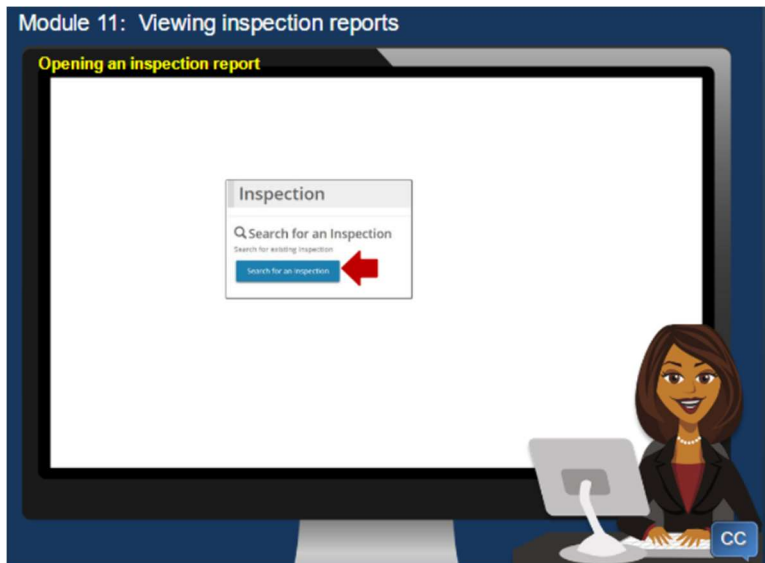 Module 11: Viewing inspection reports
Opening an inspection report
Inspection
Search for an Inspection
Search for existing inspection
Search for an inspection
CC